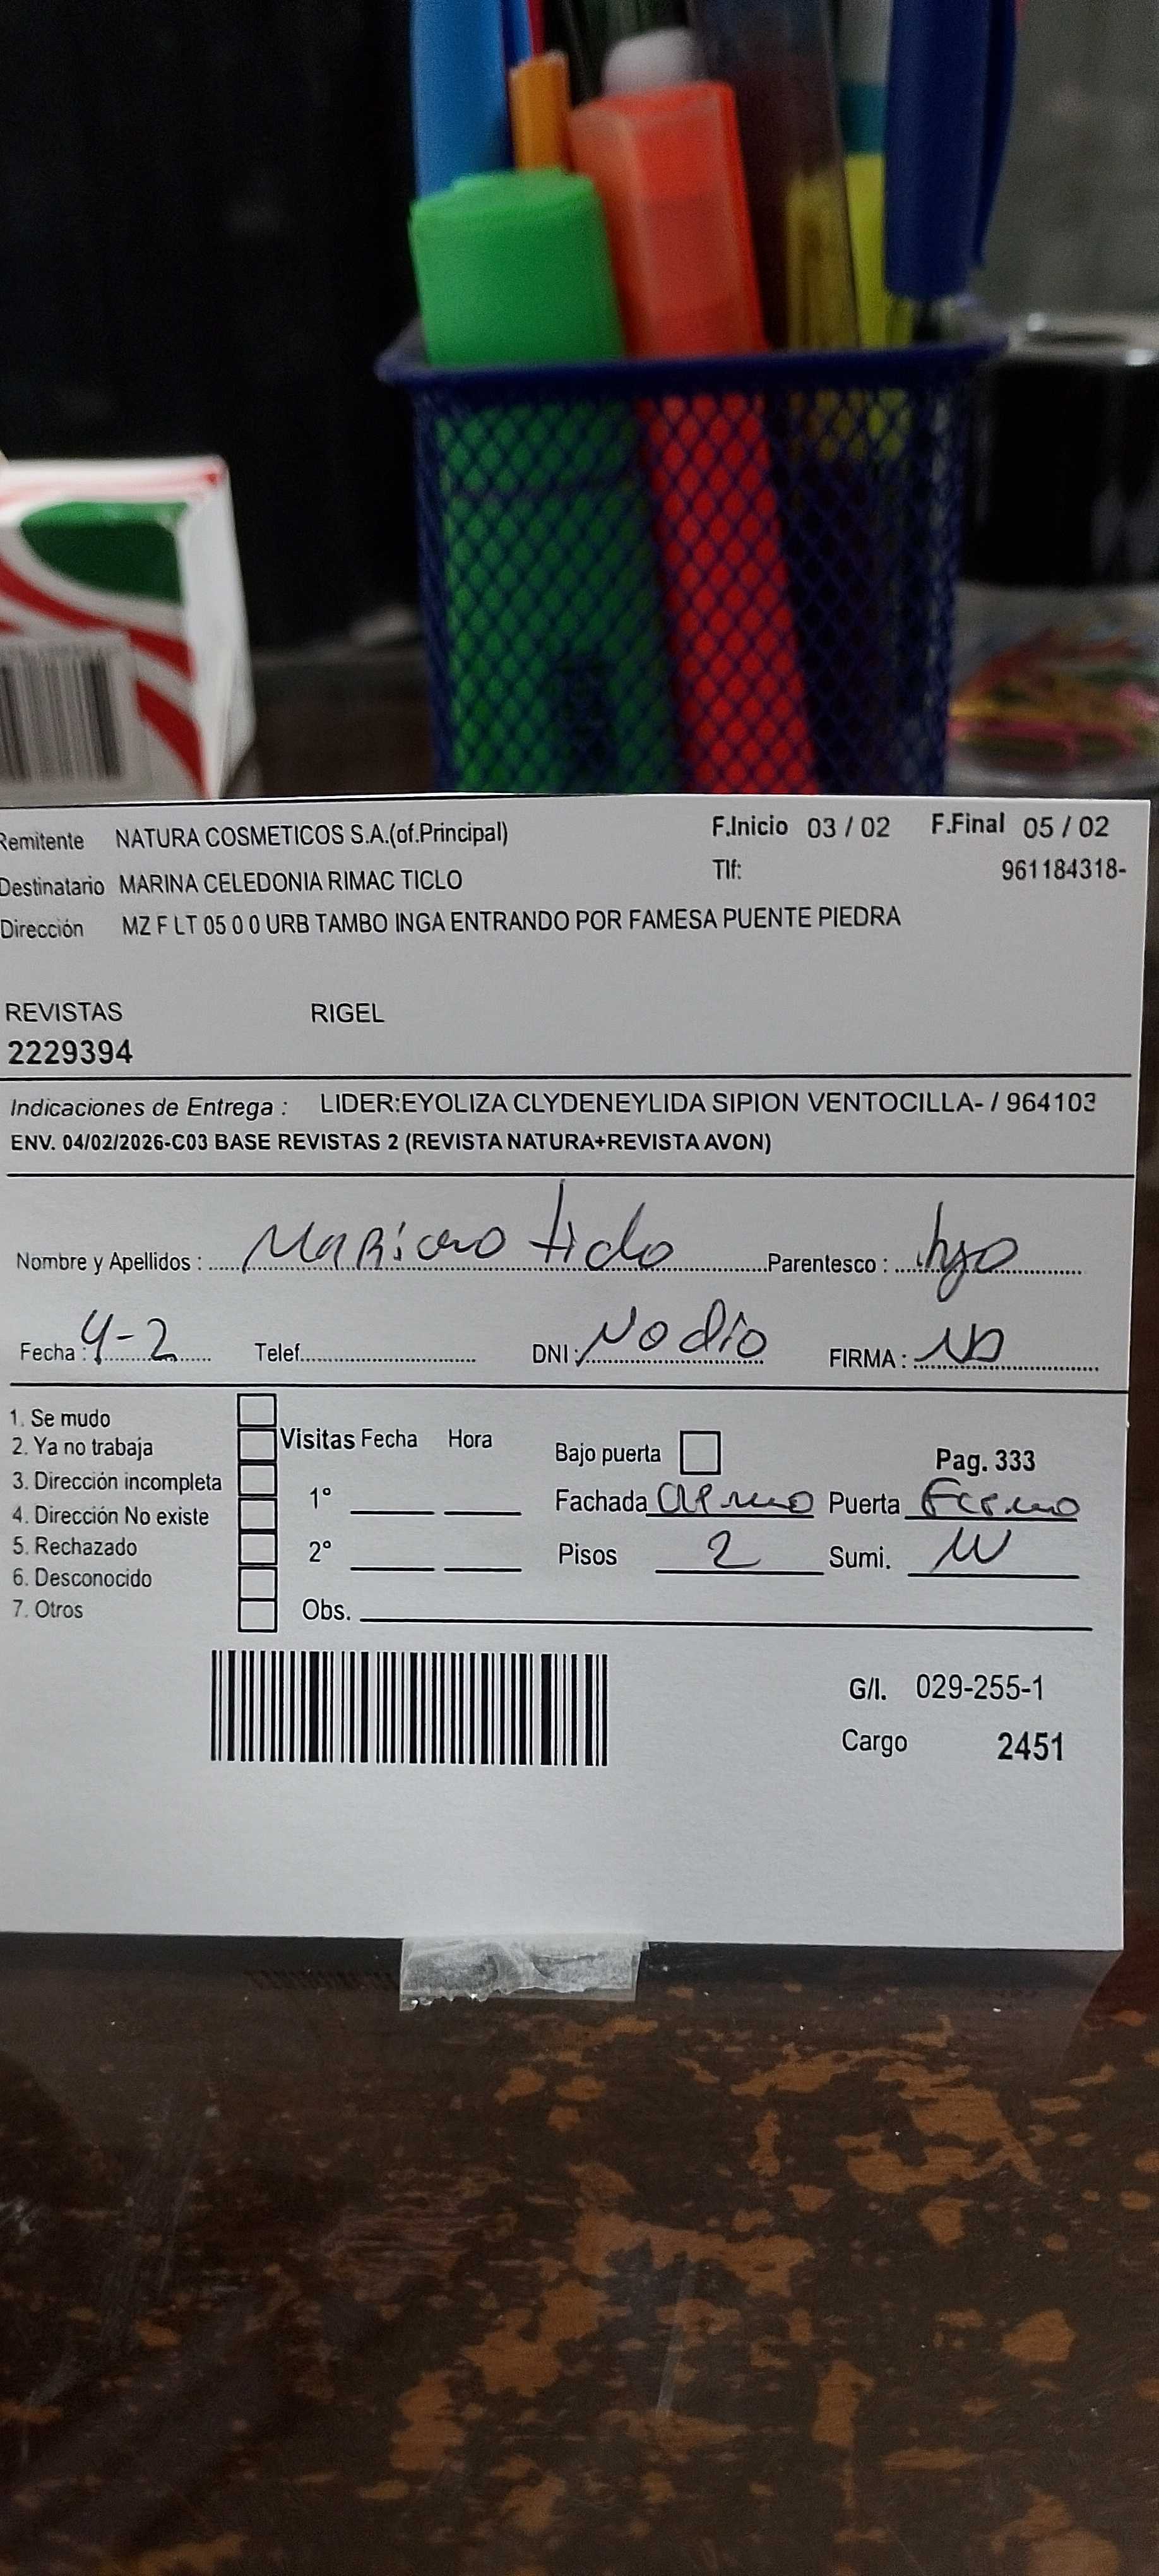 Remitente NATURA COSMETICOS S.A.(of.Principal) F.Inicio 03 / 02 F.Final 05 / 02
Destinatario MARINA CELEDONIA RIMAC TICLO Tlf: 961184318-
Dirección MZ F LT 05 0 0 URB TAMBO INGA ENTRANDO POR FAMESA PUENTE PIEDRA
REVISTAS RIGEL
2229394
Indicaciones de Entrega : LIDER:EYOLIZA CLYDENEYLIDA SIPION VENTOCILLA- / 964103
ENV. 04/02/2026-C03 BASE REVISTAS 2 (REVISTA NATURA+REVISTA AVON)
Nombre y Apellidos : Mariano ticlo Parentesco : hijo
Fecha : 4-2 Telef. DNI : No dio FIRMA : No
1. Se mudo
2. Ya no trabaja Visitas Fecha Hora Bajo puerta Pag. 333
3. Dirección incompleta 1° Fachada Puerta
4. Dirección No existe
5. Rechazado 2° Pisos 2 Sumi.
6. Desconocido
7. Otros Obs.
G/I. 029-255-1
Cargo 2451